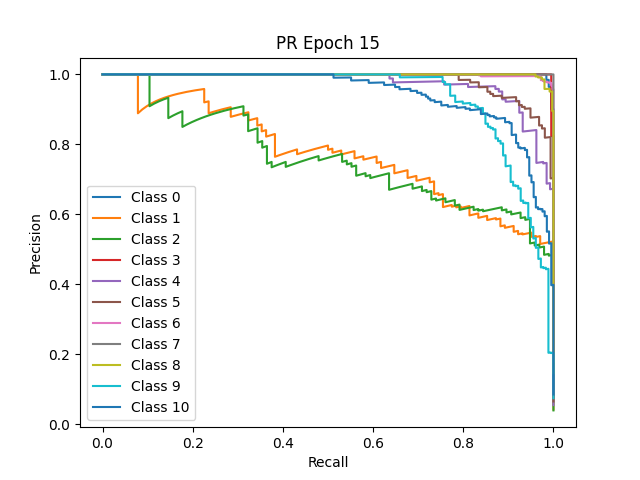 PR Epoch 15
Precision
1.0
0.8
0.6
0.4
0.2
0.0
Class 0
Class 1
Class 2
Class 3
Class 4
Class 5
Class 6
Class 7
Class 8
Class 9
Class 10
0.0 0.2 0.4 0.6 0.8 1.0
Recall